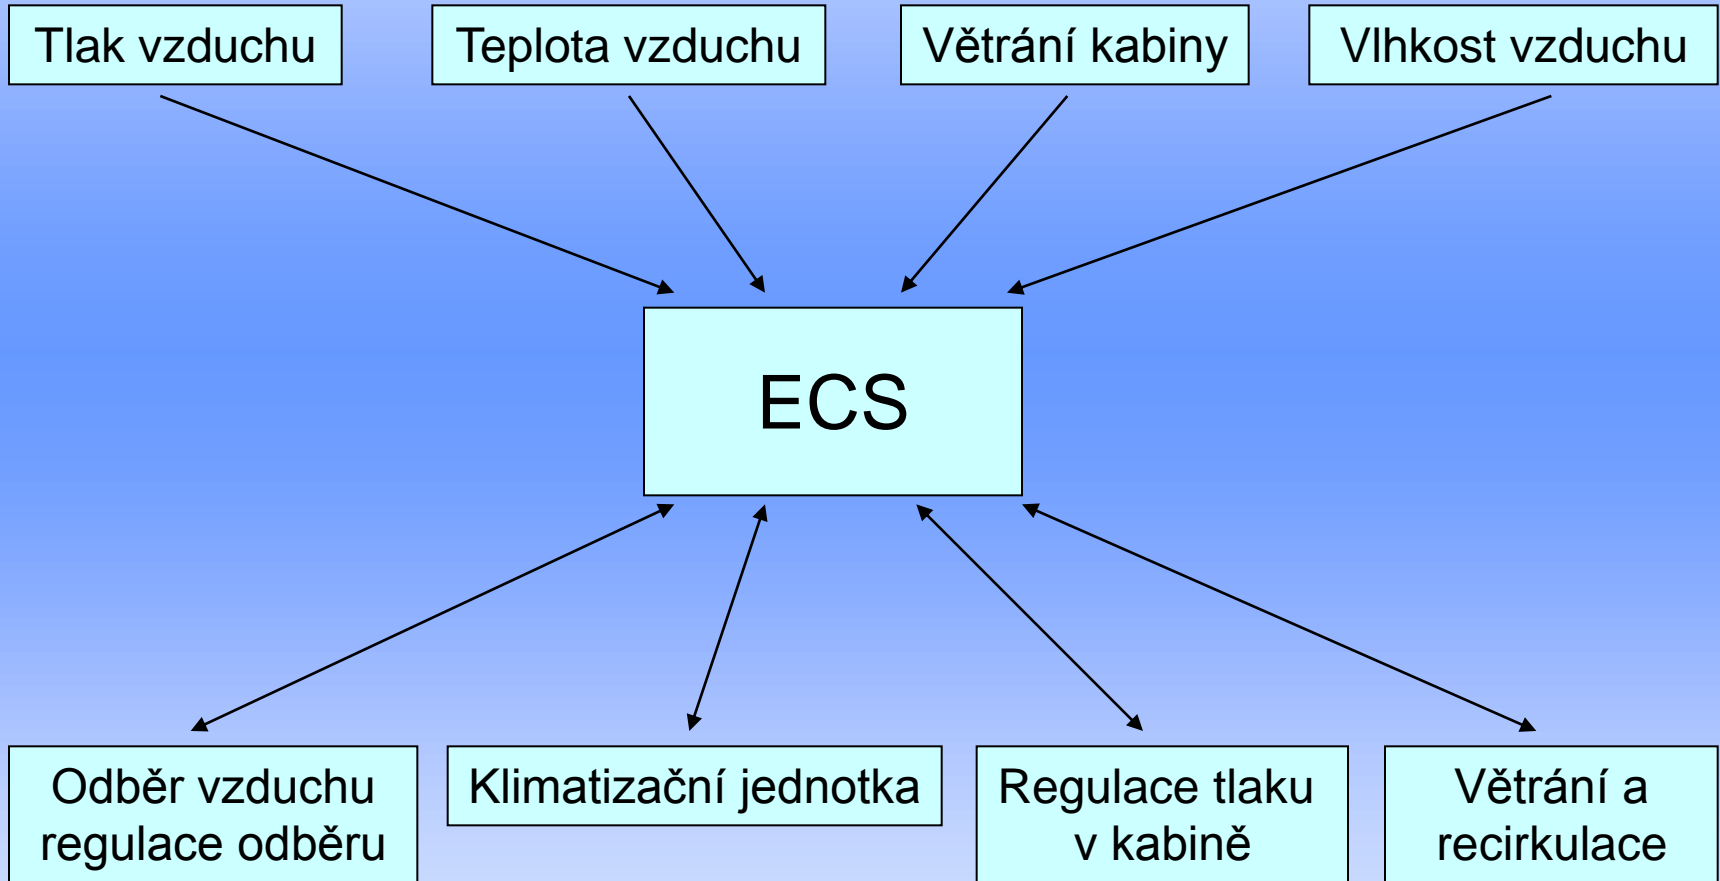 Tlak vzduchu
Teplota vzduchu
Větrání kabiny
Vlhkost vzduchu
ECS
Odběr vzduchu
regulace odběru
Klimatizační jednotka
Regulace tlaku
v kabině
Větrání a
recirkulace